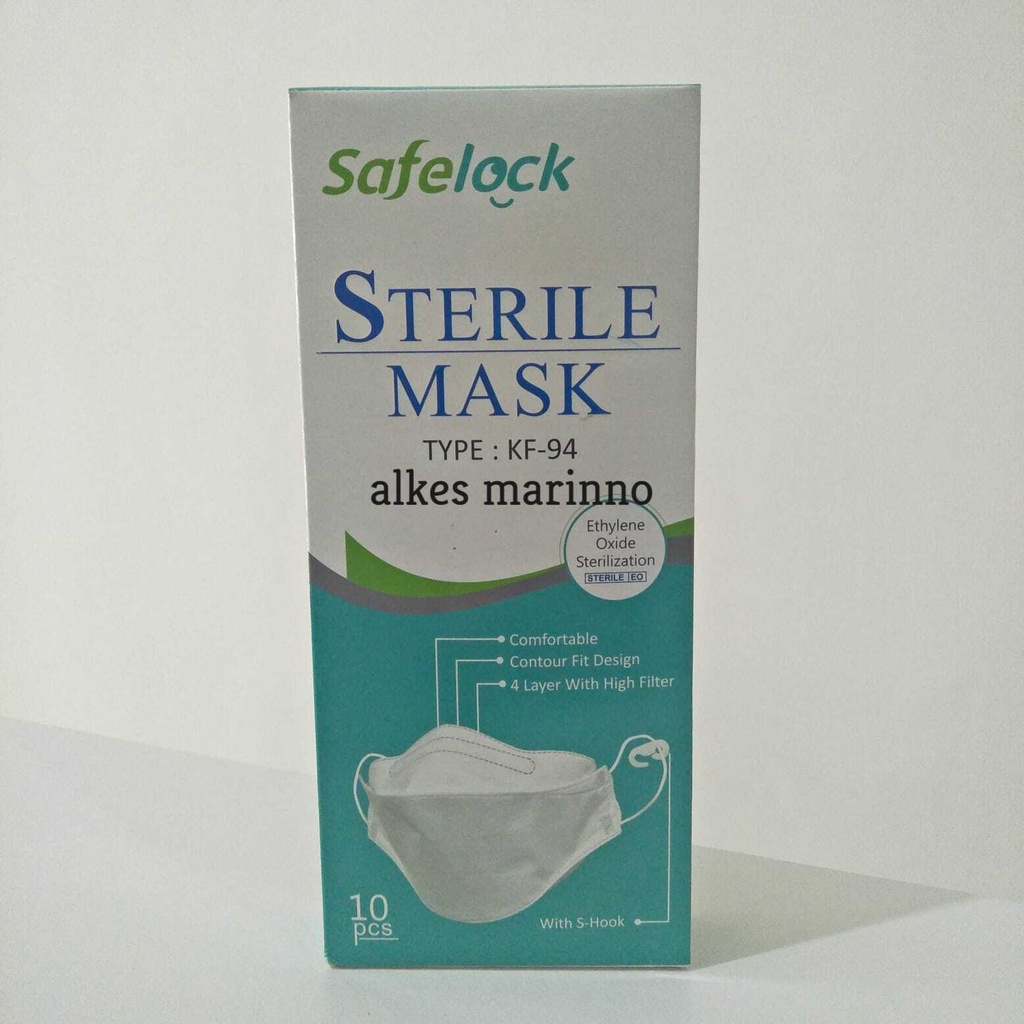 Safelock
STERILE
MASK
TYPE : KF-94
alkes marinno
Ethylene
Oxide
Sterilization
STERILE EO
Comfortable
Contour Fit Design
4 Layer With High Filter
10
pcs
With S-Hook